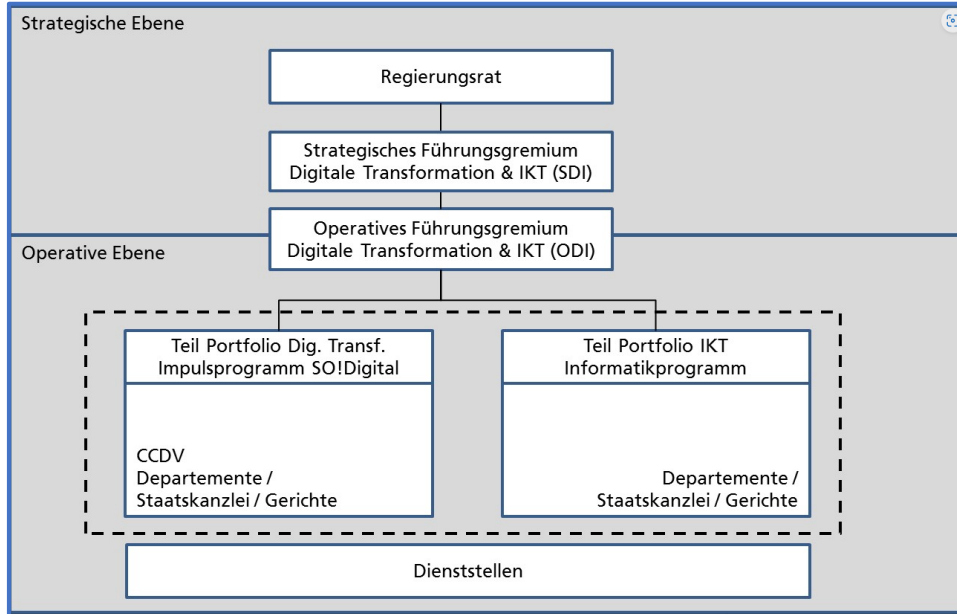 Strategische Ebene
Regierungsrat
Strategisches Führungsgremium
Digitale Transformation & IKT (SDI)
Operatives Führungsgremium
Digitale Transformation & IKT (ODI)
Operative Ebene
Teil Portfolio Dig. Transf.
Impulsprogramm SO!Digital
CCDV
Departemente /
Staatskanzlei / Gerichte
Teil Portfolio IKT
Informatikprogramm
Departemente /
Staatskanzlei / Gerichte
Dienststellen